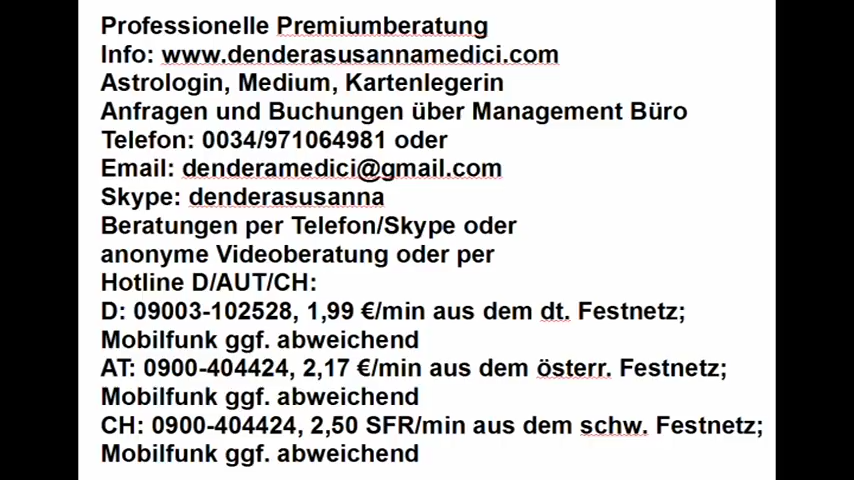 Professionelle Premiumberatung
Info: www.denderasusannamedici.com
Astrologin, Medium, Kartenlegerin
Anfragen und Buchungen über Management Büro
Telefon: 0034/971064981 oder
Email: denderamedici@gmail.com
Skype: denderasusanna
Beratungen per Telefon/Skype oder
anonyme Videoberatung oder per
Hotline D/AUT/CH:
D: 09003-102528, 1,99 €/min aus dem dt. Festnetz;
Mobilfunk ggf. abweichend
AT: 0900-404424, 2,17 €/min aus dem österr. Festnetz;
Mobilfunk ggf. abweichend
CH: 0900-404424, 2,50 SFR/min aus dem schw. Festnetz;
Mobilfunk ggf. abweichend